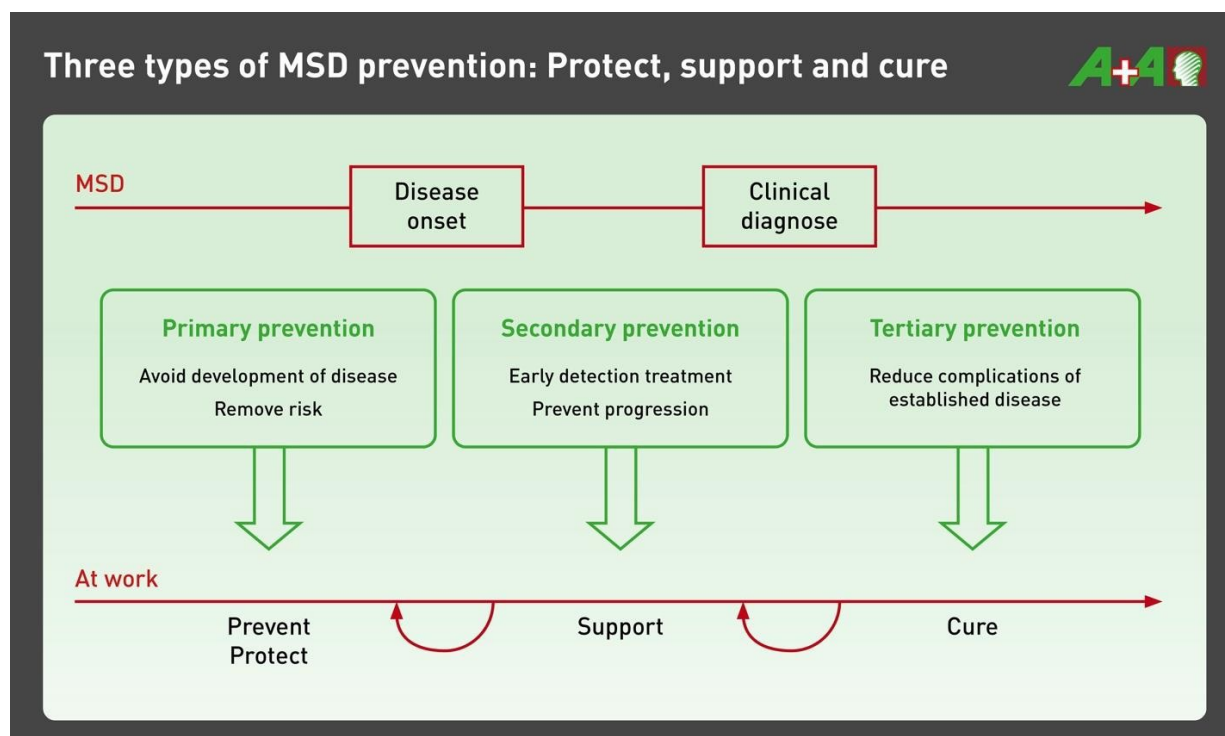 Three types of MSD prevention: Protect, support and cure
A+A
MSD
Disease
onset
Clinical
diagnose
Primary prevention
Avoid development of disease
Remove risk
Secondary prevention
Early detection treatment
Prevent progression
Tertiary prevention
Reduce complications of
established disease
At work
Prevent
Protect
Support
Cure